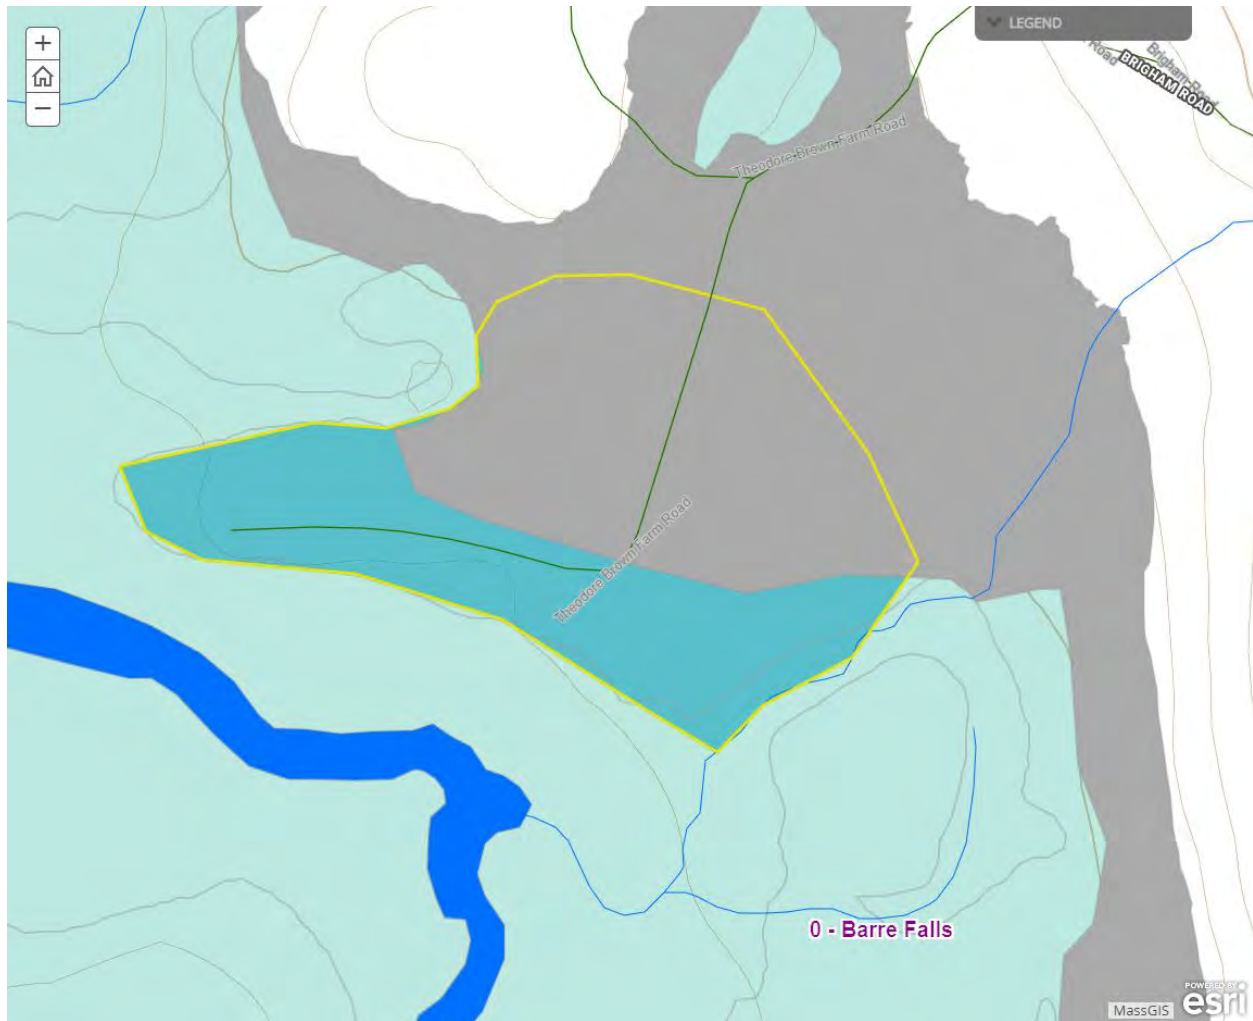 +
LEGEND
Road
Brigham Road
BRIGHAM ROAD
−
Theodore Brown Farm Road
Theodore Brown Farm Road
0 - Barre Falls
MassGIS
POWERED BY
esri